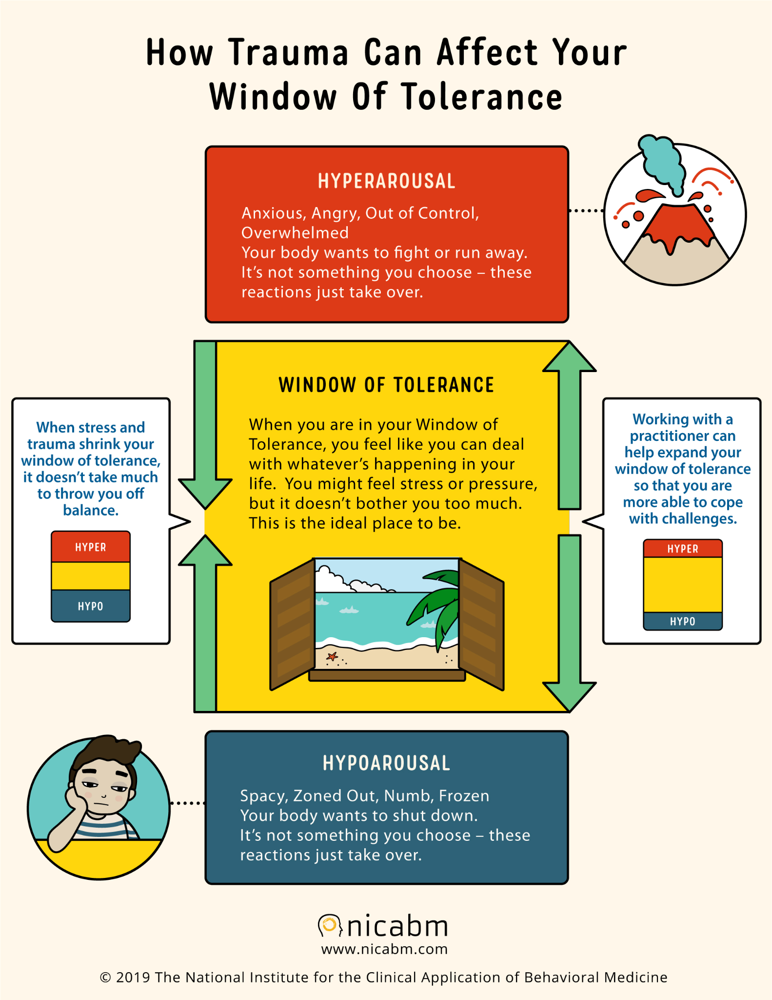 How Trauma Can Affect Your
Window Of Tolerance
HYPERAROUSAL
Anxious, Angry, Out of Control,
Overwhelmed
Your body wants to fight or run away.
It’s not something you choose – these
reactions just take over.
WINDOW OF TOLERANCE
When you are in your Window of
Tolerance, you feel like you can deal
with whatever’s happening in your
life.  You might feel stress or pressure,
but it doesn’t bother you too much.
This is the ideal place to be.
When stress and
trauma shrink your
window of tolerance,
it doesn’t take much
to throw you off
balance.
HYPER
HYPO
Working with a
practitioner can
help expand your
window of tolerance
so that you are
more able to cope
with challenges.
HYPER
HYPO
HYPOAROUSAL
Spacy, Zoned Out, Numb, Frozen
Your body wants to shut down.
It’s not something you choose – these
reactions just take over.
nicabm
www.nicabm.com
© 2019 The National Institute for the Clinical Application of Behavioral Medicine